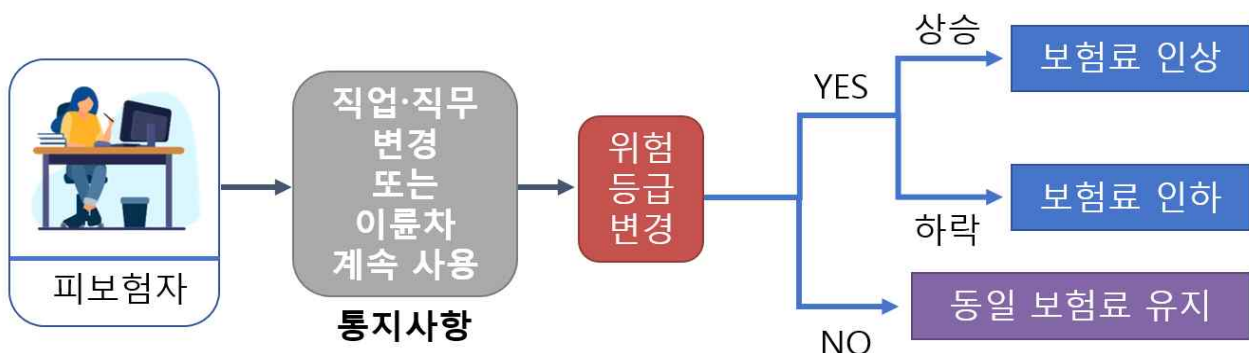 피보험자
직업·직무
변경
또는
이륜차
계속 사용
통지사항
위험
등급
변경
YES
상승
보험료 인상
하락
보험료 인하
NO
동일 보험료 유지